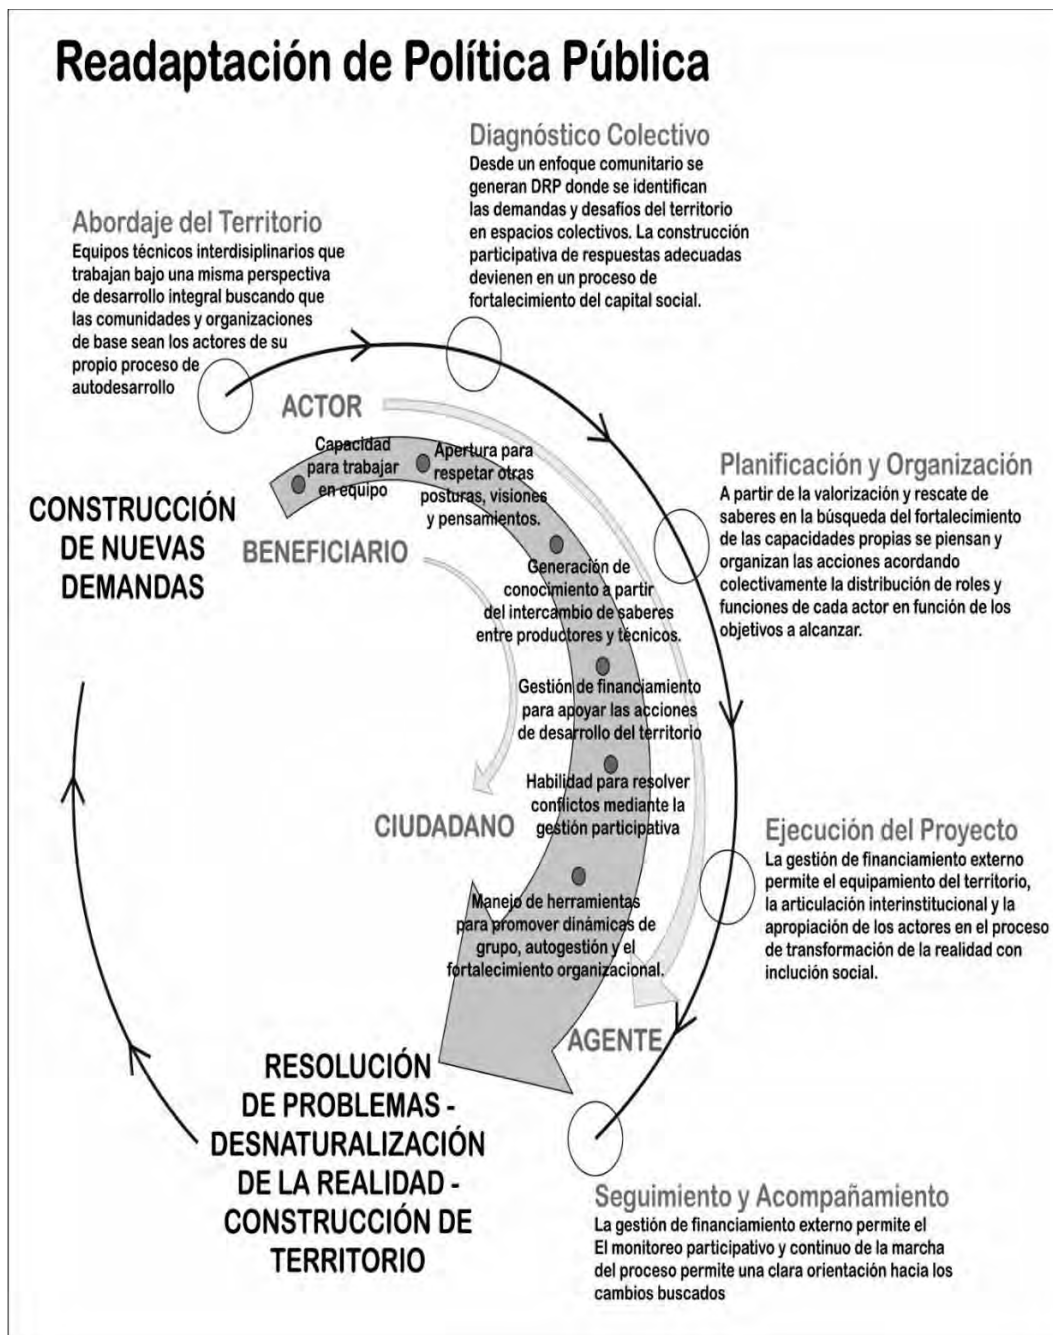 Readaptación de Política Pública
Diagnóstico Colectivo
Desde un enfoque comunitario se
generan DRP donde se identifican
las demandas y desafíos del territorio
en espacios colectivos. La construcción
participativa de respuestas adecuadas
devienen en un proceso de
fortalecimiento del capital social.
Abordaje del Territorio
Equipos técnicos interdisiplinarios que
trabajan bajo una misma perspectiva
de desarrollo integral buscando que
las comunidades y organizaciones
de base sean los actores de su
propio proceso de
autodesarrollo
ACTOR
Capacidad
para trabajar
en equipo
Apertura para
respetar otras
posturas, visiones
y pensamientos.
Planificación y Organización
A partir de la valorización y rescate de
saberes en la búsqueda del fortalecimiento
de las capacidades propias se piensan y
organizan las acciones acordando
colectivamente la distribución de roles y
funciones de cada actor en función de los
objetivos a alcanzar.
CONSTRUCCIÓN
DE NUEVAS
DEMANDAS
BENEFICIARIO
Generación de
conocimiento a partir
del intercambio de saberes
entre productores y técnicos.
Gestión de financiamiento
para apoyar las acciones
de desarrollo del territorio
Habilidad para resolver
conflictos mediante la
gestión participativa
CIUDADANO
Ejecución del Proyecto
La gestión de financiamiento externo
permite el equipamiento del territorio,
la articulación interinstitucional y la
apropiación de los actores en el proceso
de transformación de la realidad con
inclusión social.
Manejo de herramientas
para promover dinámicas de
grupo, autogestión y el
fortalecimiento organizacional.
AGENTE
RESOLUCIÓN
DE PROBLEMAS -
DESNATURALIZACIÓN
DE LA REALIDAD -
CONSTRUCCIÓN DE
TERRITORIO
Seguimiento y Acompañamiento
La gestión de financiamiento externo permite el
El monitoreo participativo y continuo de la marcha
del proceso permite una clara orientación hacia los
cambios buscados